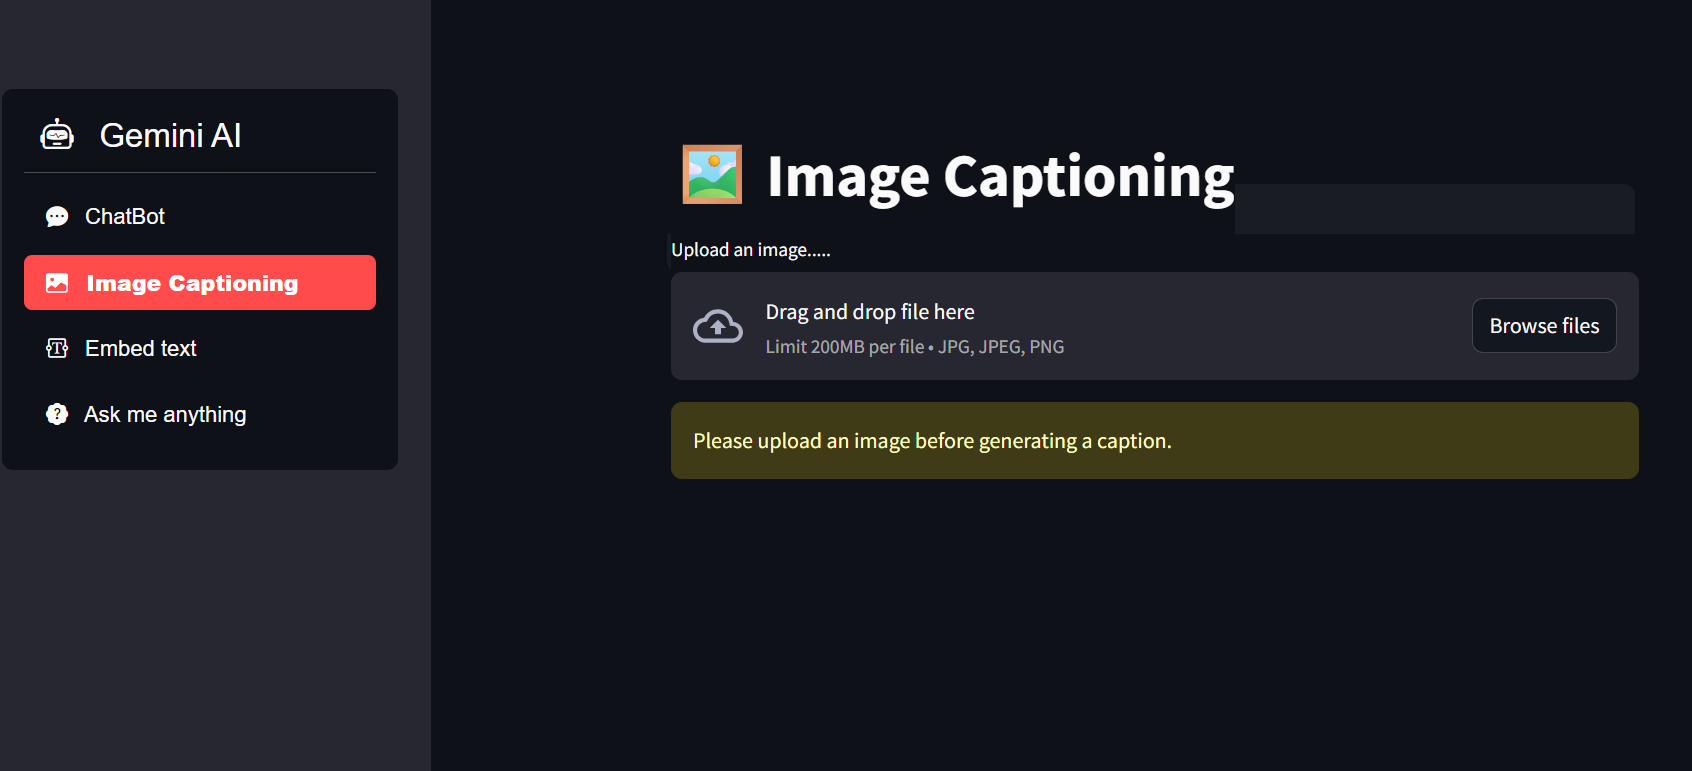 Gemini AI
ChatBot
Image Captioning
Embed text
Ask me anything
Image Captioning
Upload an image.....
Drag and drop file here
Limit 200MB per file • JPG, JPEG, PNG
Browse files
Please upload an image before generating a caption.